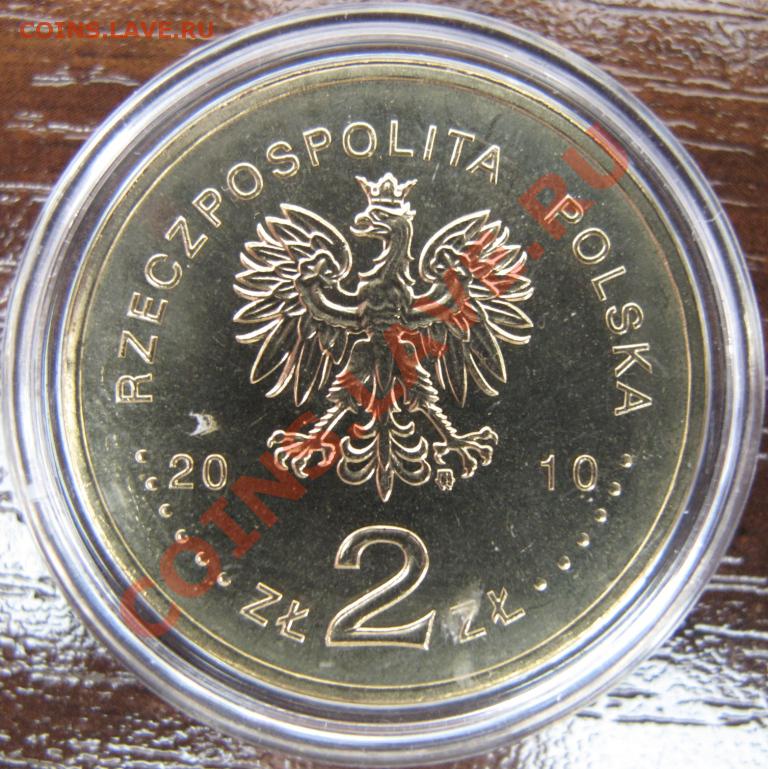 COINS.LAVE.RU
RZECZPOSPOLITA POLSKA
20 10
ZŁ 2 ZŁ
COINS.LAVE.RU